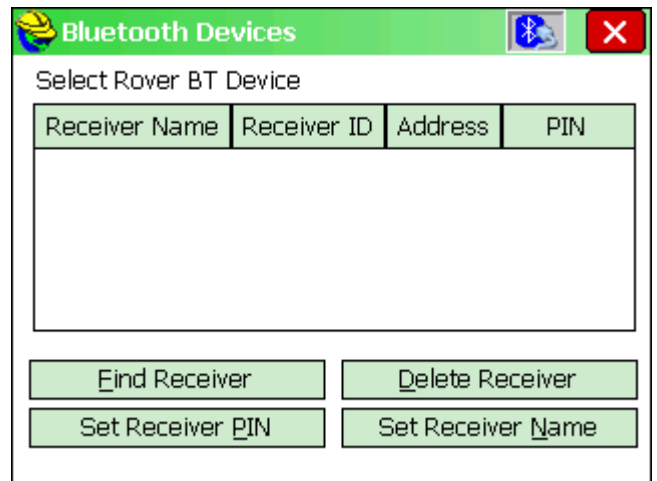 Bluetooth Devices
Select Rover BT Device
Receiver Name Receiver ID Address PIN
Find Receiver Delete Receiver
Set Receiver PIN Set Receiver Name